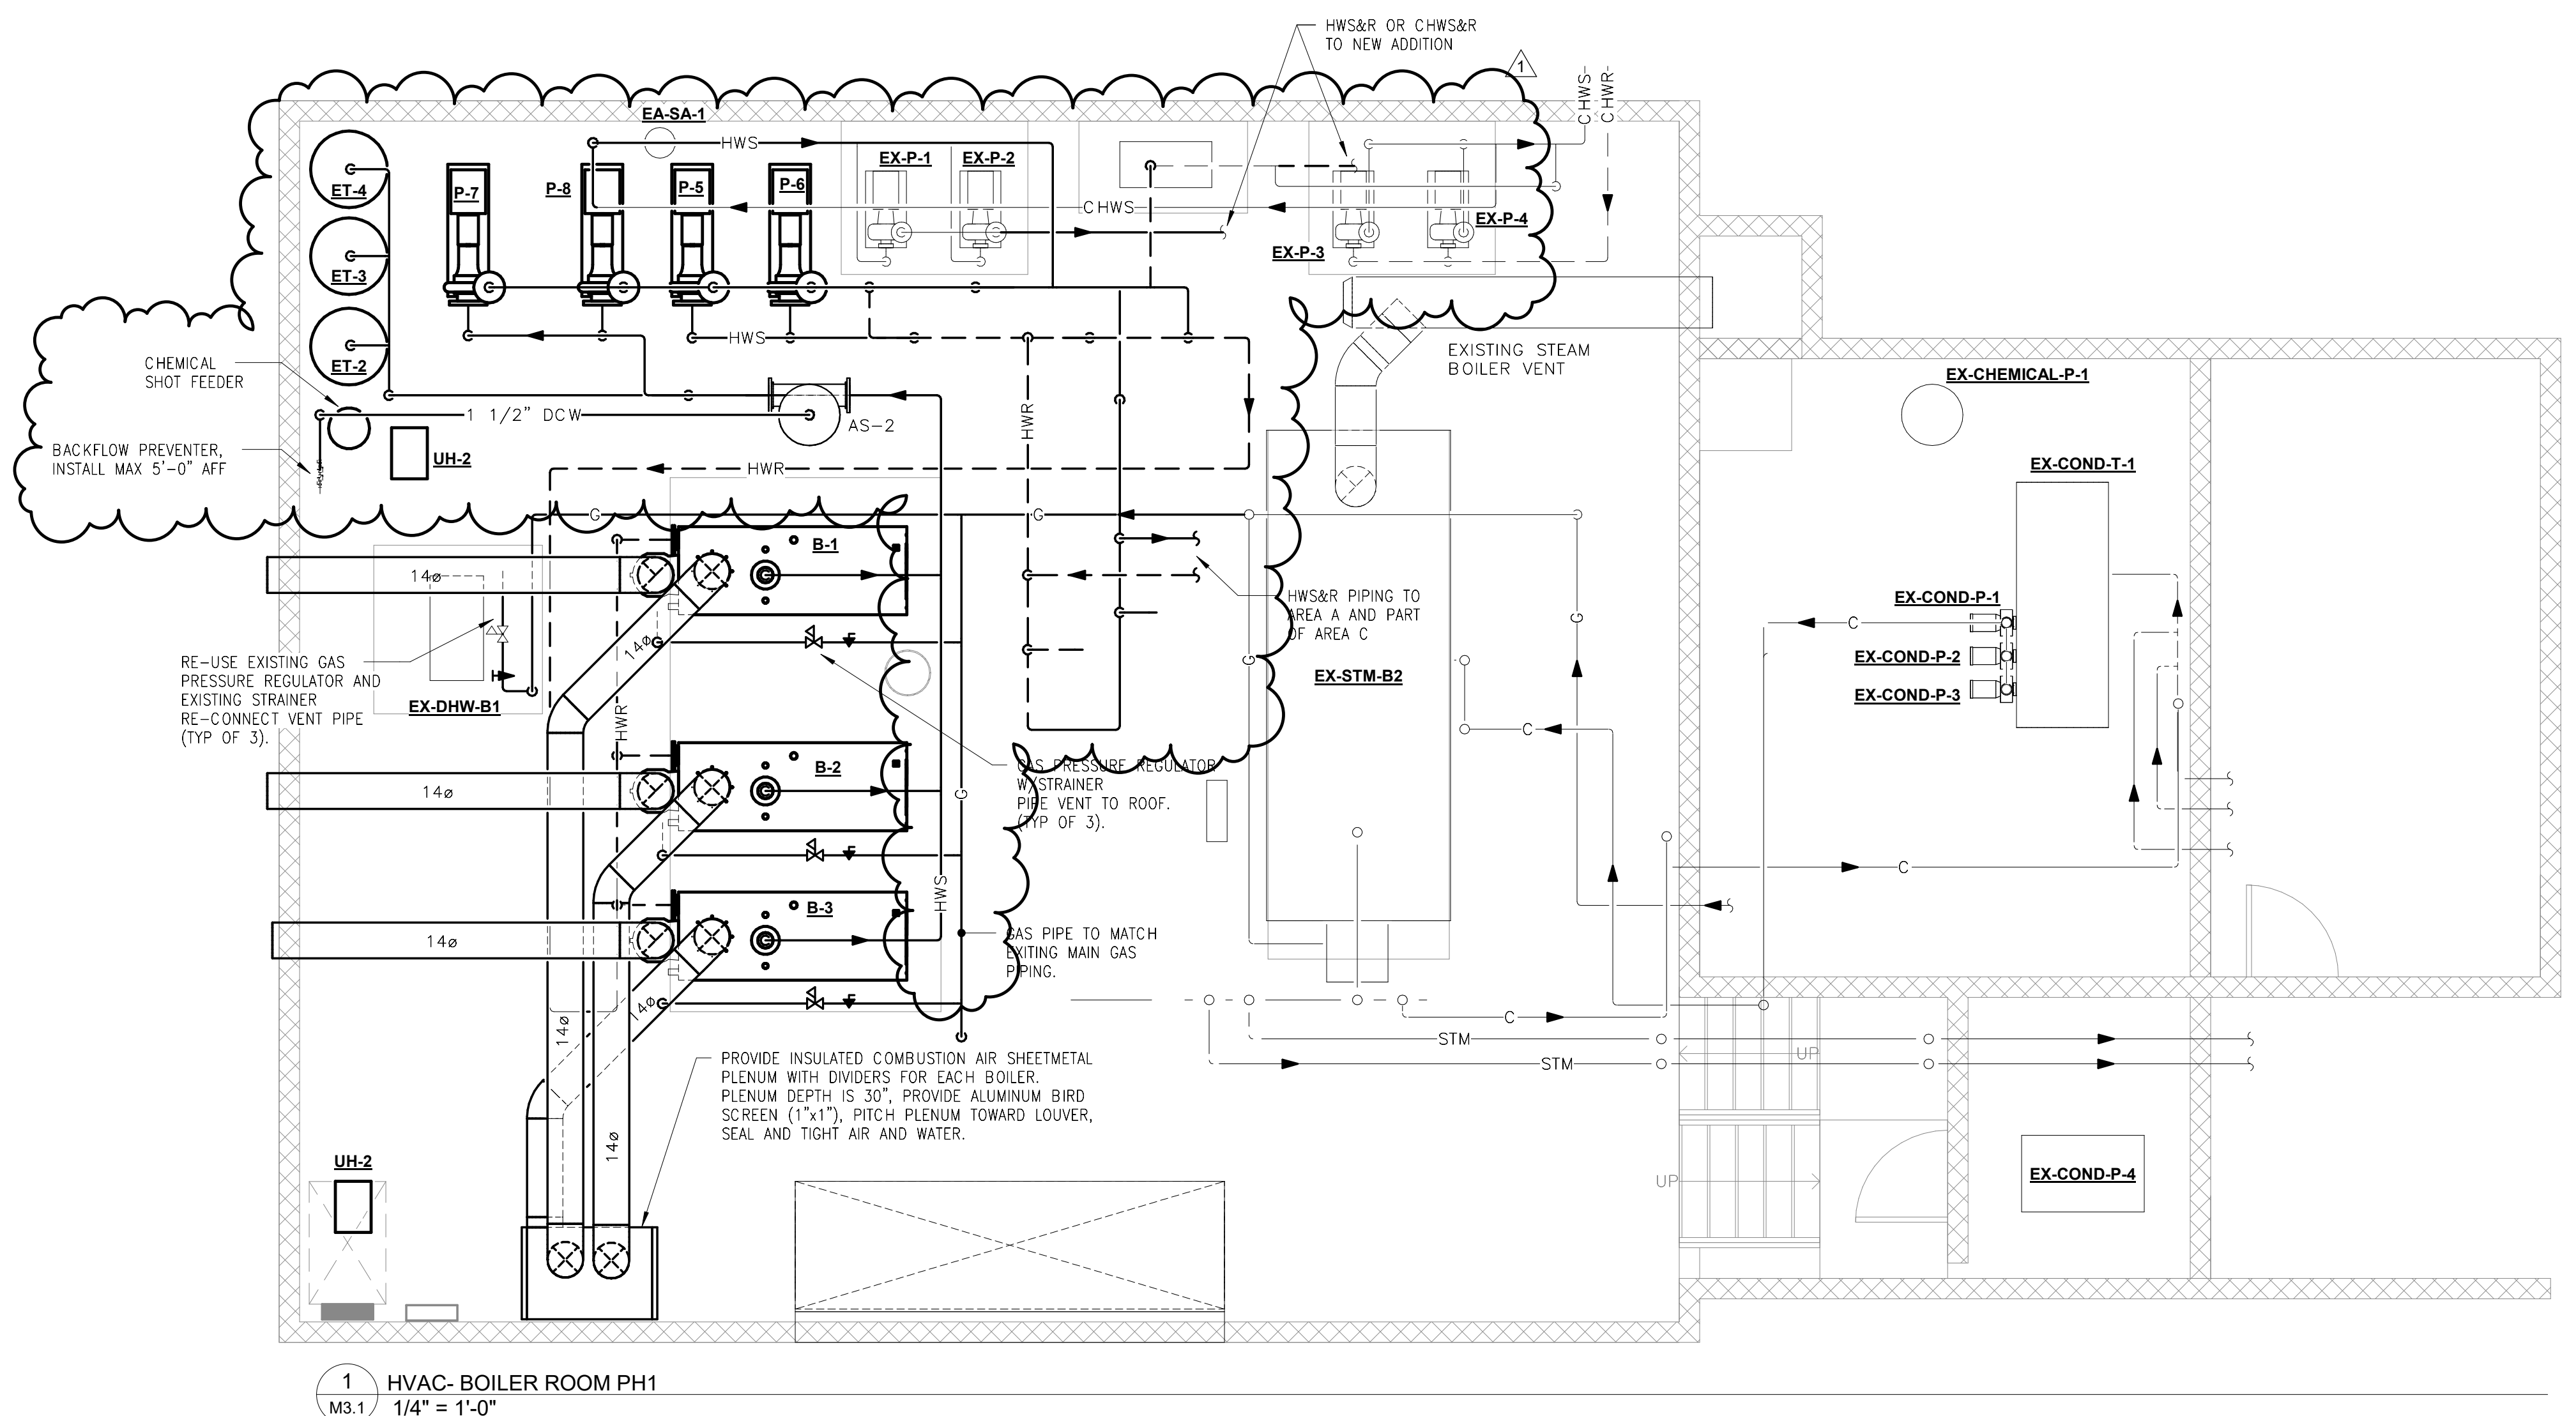 HWS&R OR CHWS&R
TO NEW ADDITION
1
CHWS
CHWR
EA-SA-1
HWS
EX-P-1
EX-P-2
ET-4
P-7
P-8
P-5
P-6
CHWS
EX-P-4
EX-P-3
ET-3
HWS
ET-2
CHEMICAL
SHOT FEEDER
EXISTING STEAM
BOILER VENT
EX-CHEMICAL-P-1
1 1/2" DCW
AS-2
HWR
BACKFLOW PREVENTER,
INSTALL MAX 5'-0" AFF
UH-2
HWR
EX-COND-T-1
G
G
B-1
14ø
HWS&R PIPING TO
AREA A AND PART
OF AREA C
G
EX-COND-P-1
C
14ø
RE-USE EXISTING GAS
PRESSURE REGULATOR AND
EXISTING STRAINER
RE-CONNECT VENT PIPE
(TYP OF 3).
EX-DHW-B1
G
EX-STM-B2
EX-COND-P-2
EX-COND-P-3
HWR
C
B-2
14ø
GAS PRESSURE REGULATOR
W/STRAINER
PIPE VENT TO ROOF.
(TYP OF 3).
G
C
HWS
B-3
14ø
GAS PIPE TO MATCH
EXITING MAIN GAS
PIPING.
14ø
14ø
C
STM
STM
UP
PROVIDE INSULATED COMBUSTION AIR SHEETMETAL
PLENUM WITH DIVIDERS FOR EACH BOILER.
PLENUM DEPTH IS 30", PROVIDE ALUMINUM BIRD
SCREEN (1"x1"), PITCH PLENUM TOWARD LOUVER,
SEAL AND TIGHT AIR AND WATER.
14ø
UH-2
UP
EX-COND-P-4
1
HVAC- BOILER ROOM PH1
M3.1
1/4" = 1'-0"